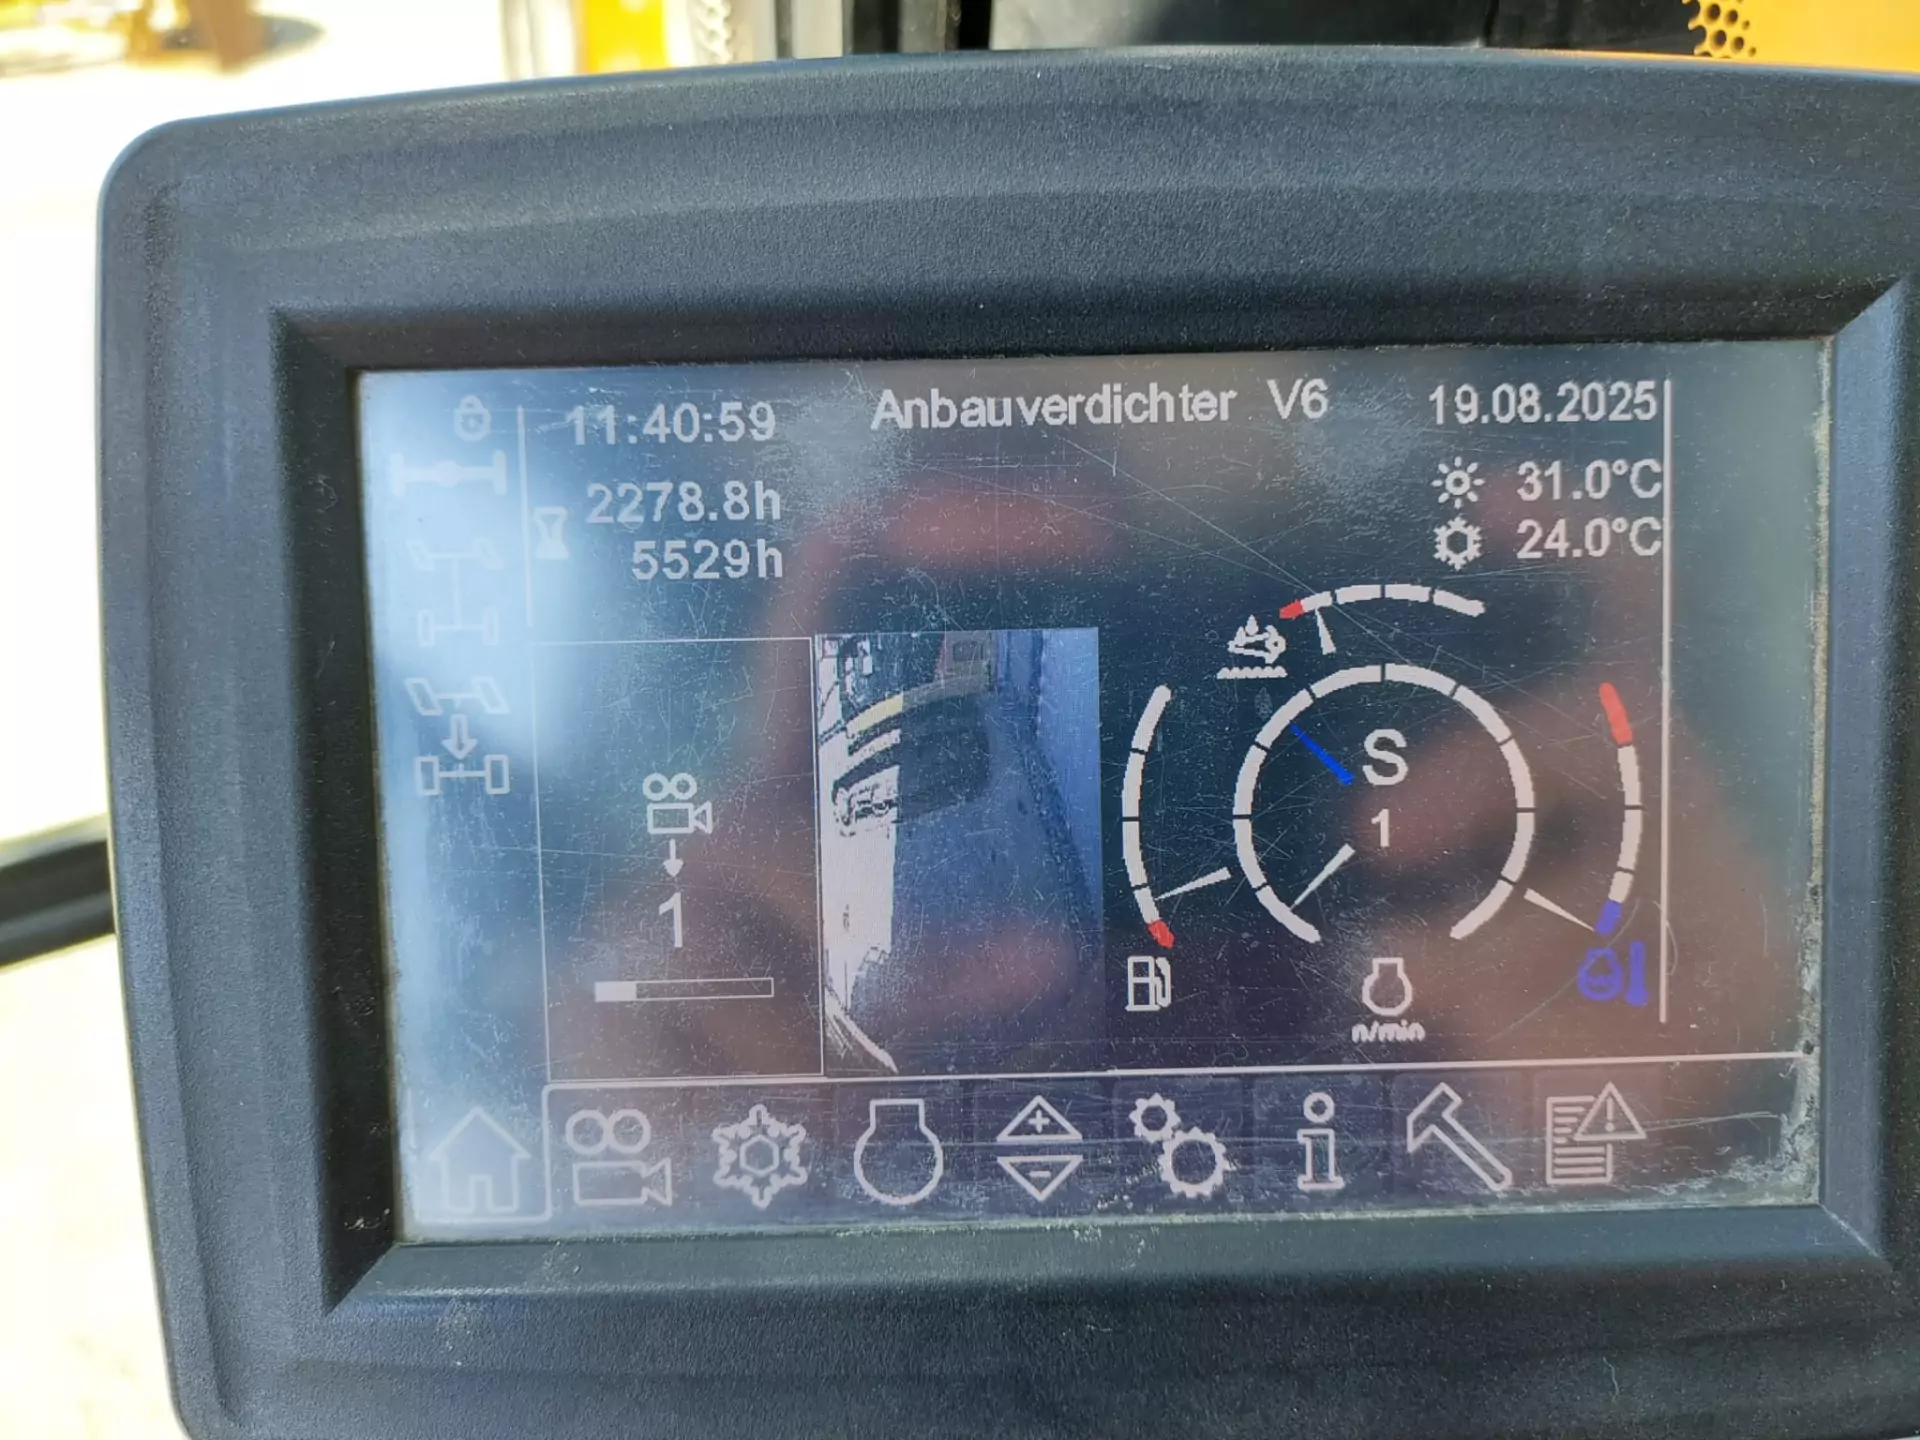 11:40:59 Anbauverdichter V6 19.08.2025
2278.8h
5529h
31.0°C
24.0°C
S
1
1
n/min
+
-